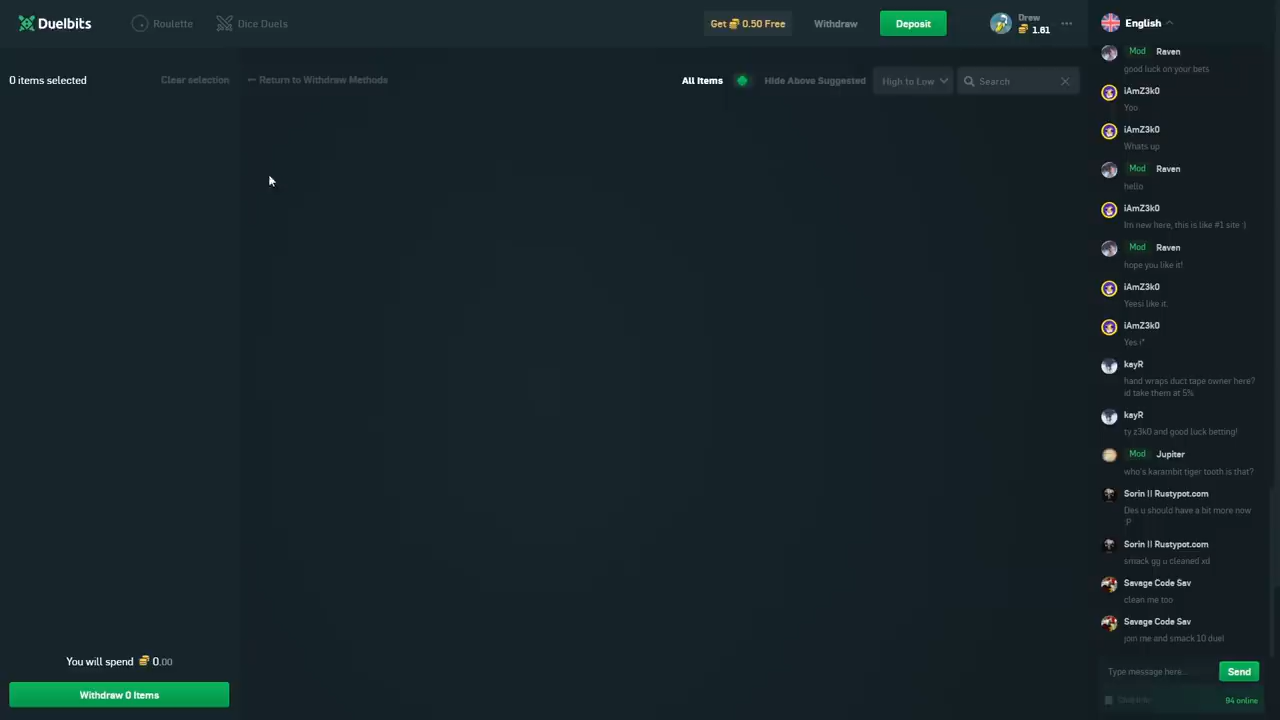 Duelbits
Roulette
Dice Duels
Get 0.50 Free
Withdraw
Deposit
Drew
1.61
English
0 items selected
Clear selection
Return to Withdraw Methods
All Items
Hide Above Suggested
High to Low
Search
You will spend 0.00
Withdraw 0 Items
Mod Raven
good luck on your bets
iAmZ3k0
Yoo
iAmZ3k0
Whats up
Mod Raven
hello
iAmZ3k0
Im new here, this is like #1 site :)
Mod Raven
hope you like it!
iAmZ3k0
Yeesi like it.
iAmZ3k0
Yes i*
kayR
hand wraps duct tape owner here?
id take them at 5%
kayR
ty z3k0 and good luck betting!
Mod Jupiter
who's karambit tiger tooth is that?
Sorin || Rustypot.com
Des u should have a bit more now
:P
Sorin || Rustypot.com
smack gg u cleaned xd
Savage Code Sav
clean me too
Savage Code Sav
join me and smack 10 duel
Type message here...
Send
94 online